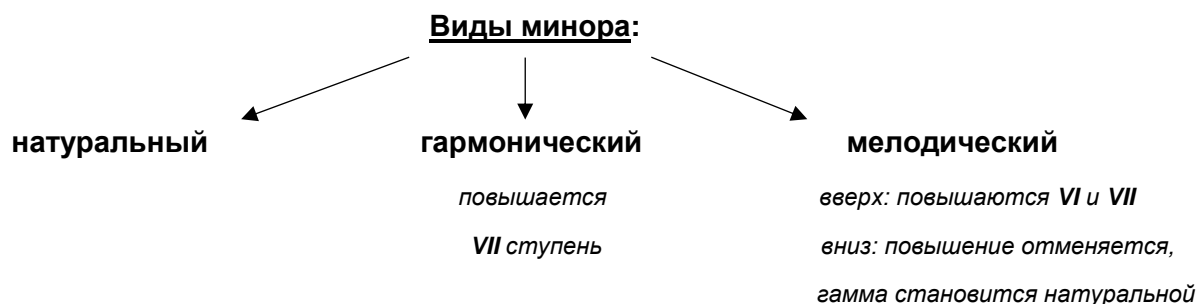 Виды минора:
натуральный гармонический мелодический
повышается вверх: повышаются VI и VII
VII ступень вниз: повышение отменяется,
гамма становится натуральной